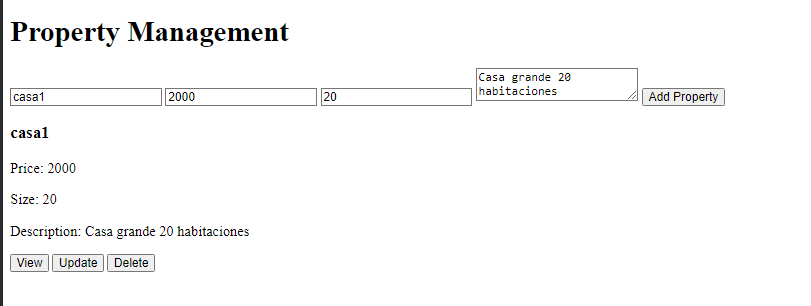 Property Management
casa1 2000 20 Casa grande 20
habitaciones Add Property
casa1
Price: 2000
Size: 20
Description: Casa grande 20 habitaciones
View Update Delete